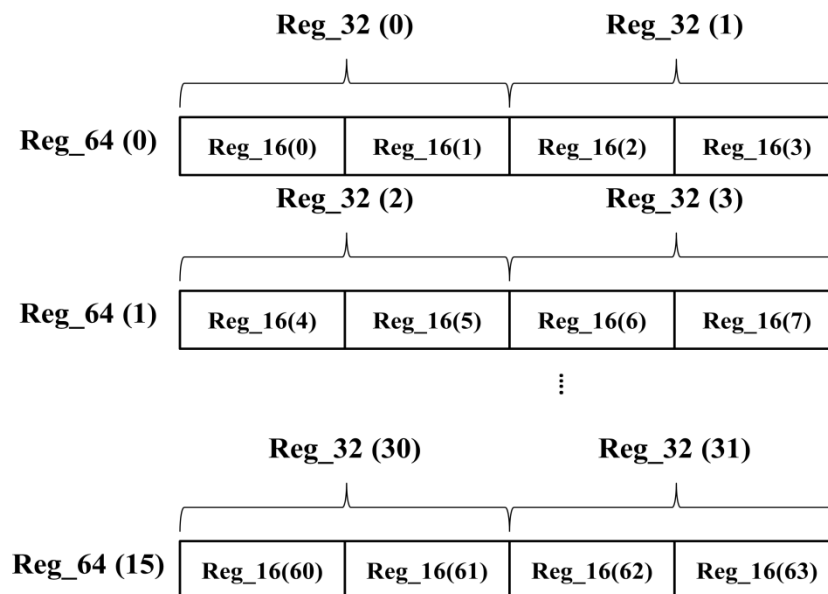 Reg_32 (0) Reg_32 (1)
Reg_64 (0) Reg_16(0) Reg_16(1) Reg_16(2) Reg_16(3)
Reg_32 (2) Reg_32 (3)
Reg_64 (1) Reg_16(4) Reg_16(5) Reg_16(6) Reg_16(7)
Reg_32 (30) Reg_32 (31)
Reg_64 (15) Reg_16(60) Reg_16(61) Reg_16(62) Reg_16(63)